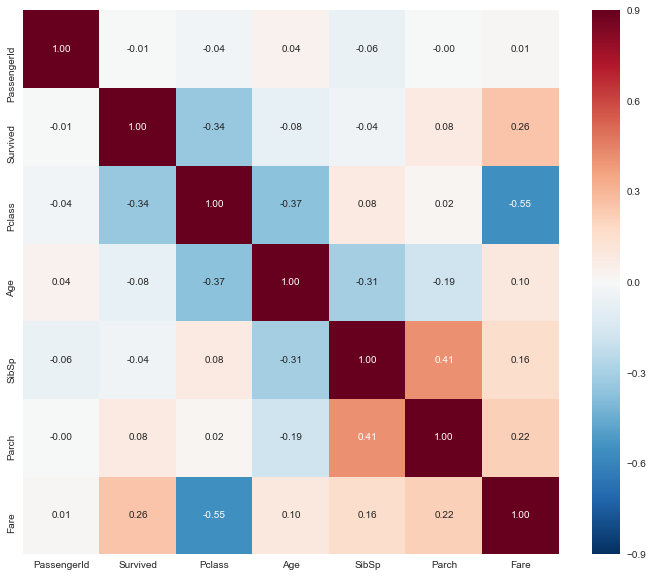 PassengerId 1.00 -0.01 -0.04 0.04 -0.06 -0.00 0.01
Survived -0.01 1.00 -0.34 -0.08 -0.04 0.08 0.26
Pclass -0.04 -0.34 1.00 -0.37 0.08 0.02 -0.55
Age 0.04 -0.08 -0.37 1.00 -0.31 -0.19 0.10
SibSp -0.06 -0.04 0.08 -0.31 1.00 0.41 0.16
Parch -0.00 0.08 0.02 -0.19 0.41 1.00 0.22
Fare 0.01 0.26 -0.55 0.10 0.16 0.22 1.00
PassengerId Survived Pclass Age SibSp Parch Fare
0.9
0.6
0.3
0.0
−0.3
−0.6
−0.9